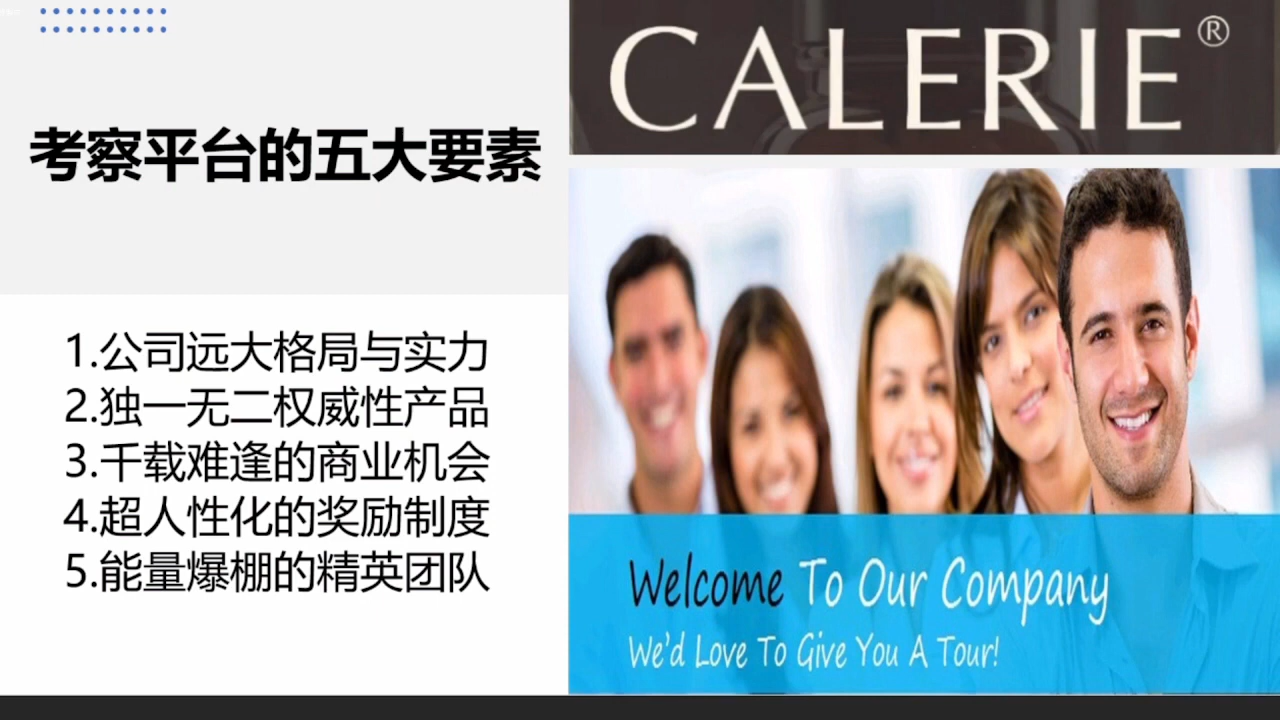 考察平台的五大要素
1.公司远大格局与实力
2.独一无二权威性产品
3.千载难逢的商业机会
4.超人性化的奖励制度
5.能量爆棚的精英团队
CALERIE®
Welcome To Our Company
We'd Love To Give You A Tour!